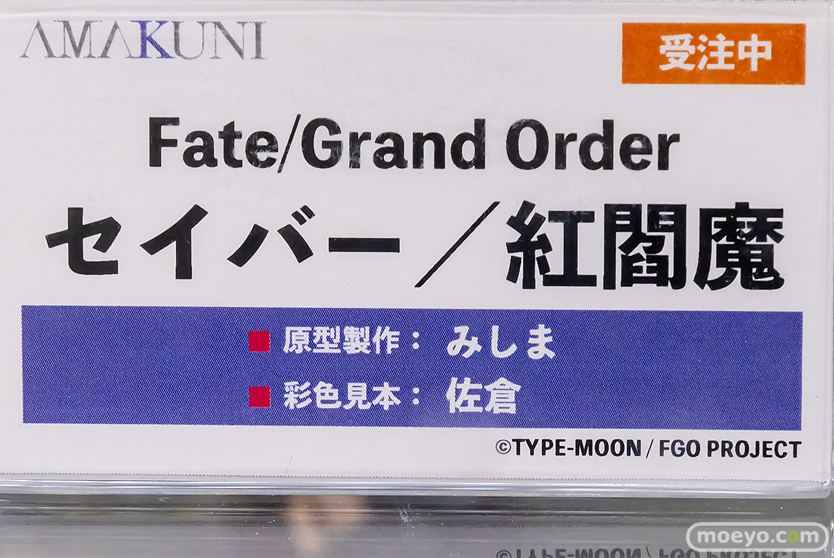 AMAKUNI
受注中
Fate/Grand Order
セイバー／紅閻魔
■ 原型製作： みしま
■ 彩色見本： 佐倉
©TYPE-MOON / FGO PROJECT
moeyo.com